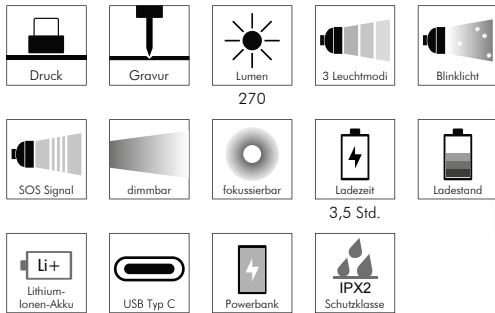 Druck
Gravur
Lumen
3 Leuchtmodi
Blinklicht
270
SOS Signal
dimmbar
fokussierbar
Ladezeit
Ladestand
3,5 Std.
Li+
IPX2
Lithium-
Ionen-Akku
USB Typ C
Powerbank
Schutzklasse